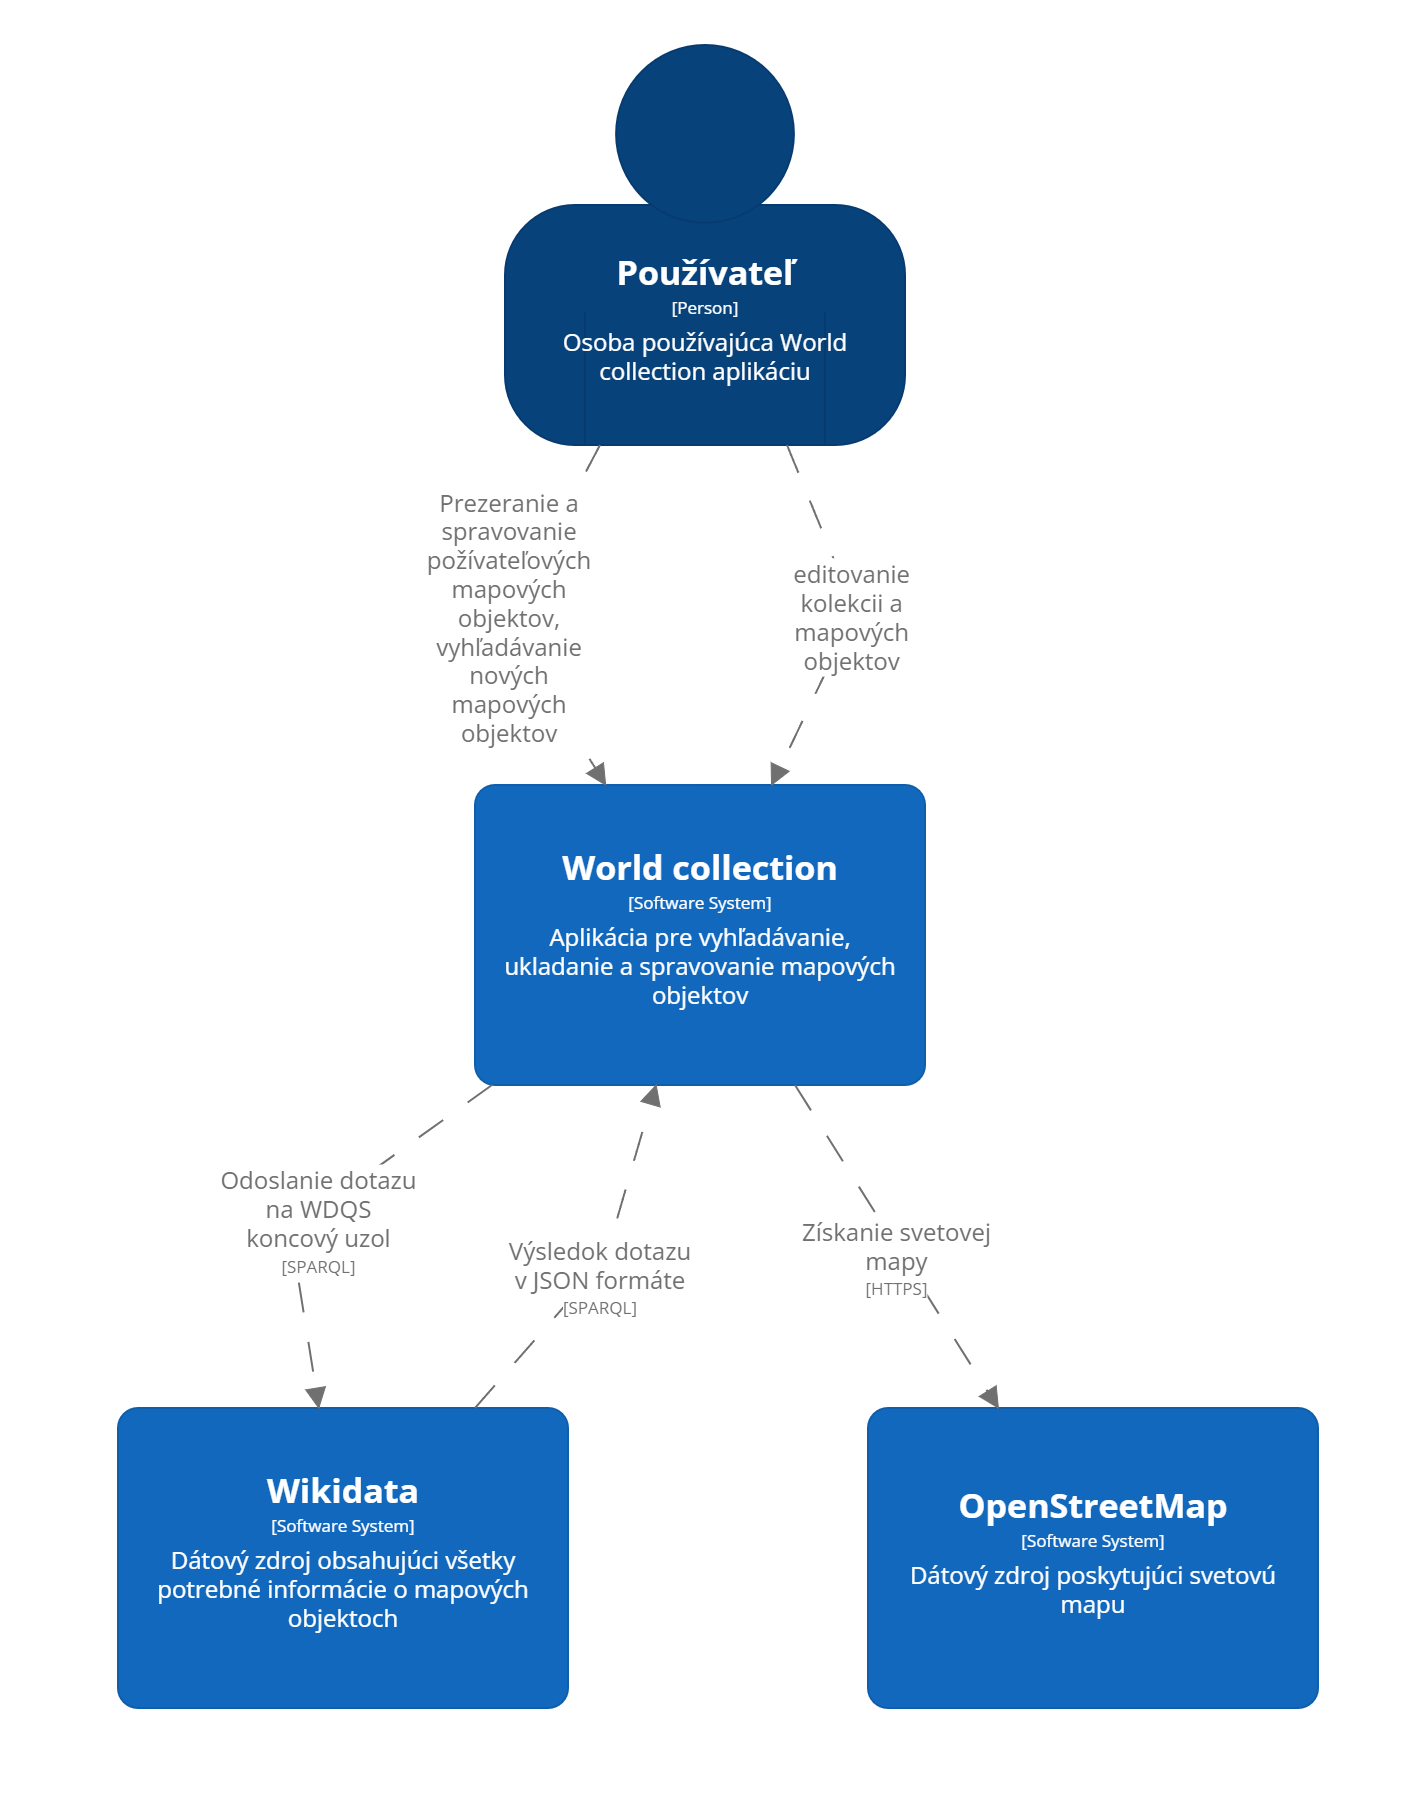 Používateľ
[Person]
Osoba používajúca World
collection aplikáciu
Prezeranie a
spravovanie
požívateľových
mapových
objektov,
vyhľadávanie
nových
mapových
objektov
editovanie
kolekcii a
mapových
objektov
World collection
[Software System]
Aplikácia pre vyhľadávanie,
ukladanie a spravovanie mapových
objektov
Odoslanie dotazu
na WDQS
koncový uzol
[SPARQL]
Výsledok dotazu
v JSON formáte
[SPARQL]
Získanie svetovej
mapy
[HTTPS]
Wikidata
[Software System]
Dátový zdroj obsahujúci všetky
potrebné informácie o mapových
objektoch
OpenStreetMap
[Software System]
Dátový zdroj poskytujúci svetovú
mapu